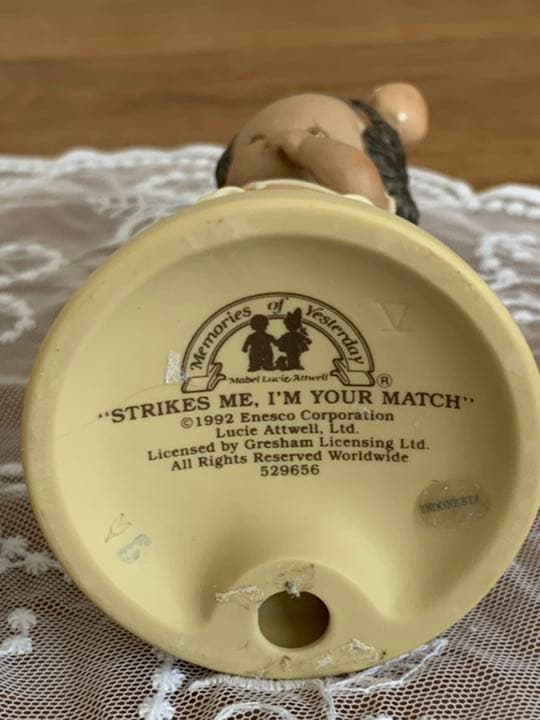 Memories of Yesterday
Mabel Lucie Attwell
®
"STRIKES ME, I'M YOUR MATCH"
©1992 Enesco Corporation
Lucie Attwell, Ltd.
Licensed by Gresham Licensing Ltd.
All Rights Reserved Worldwide
529656
INDONESIA